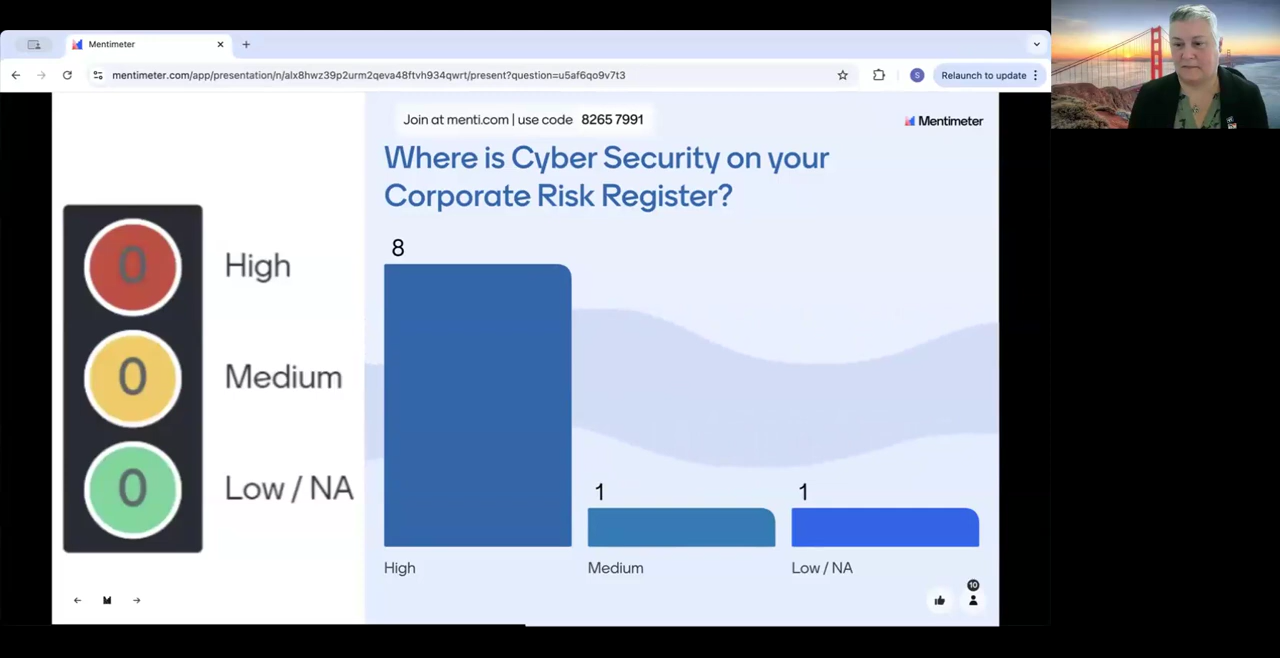 Mentimeter
mentimeter.com/app/presentation/n/alx8hwz39p2urm2qeva48ftvh934qwrt/present?question=u5af6qo9v7t3
S
Relaunch to update
Join at menti.com | use code 8265 7991
Mentimeter
Where is Cyber Security on your
Corporate Risk Register?
0 High
0 Medium
0 Low / NA
8
1
1
High
Medium
Low / NA
10